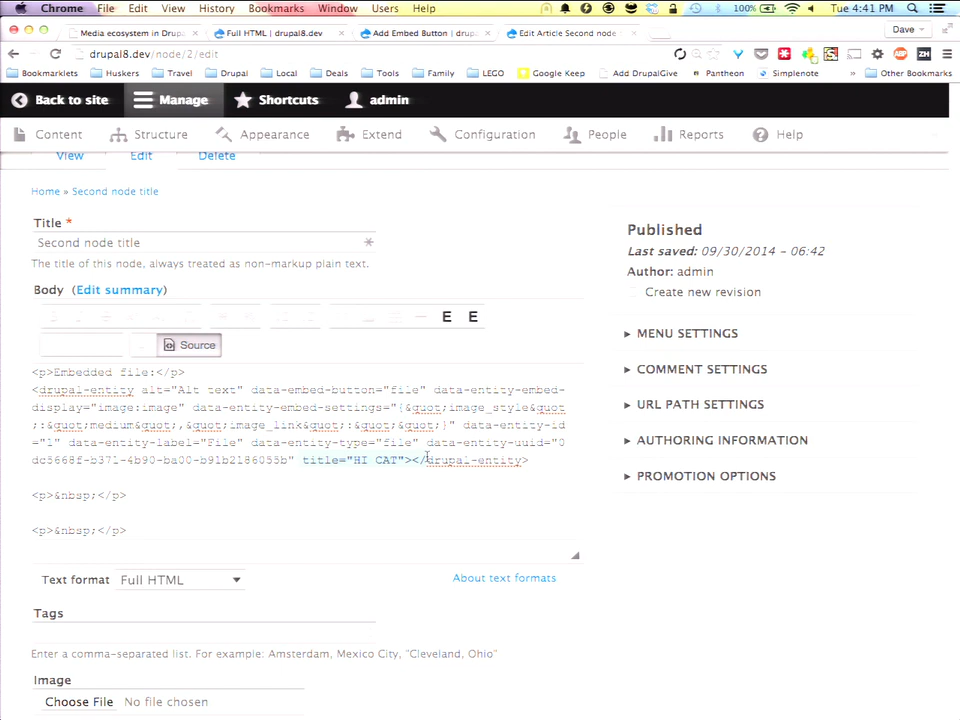 Chrome File Edit View History Bookmarks Window Users Help 100% Tue 4:41 PM
Media ecosystem in Drup Full HTML | drupal8.dev Add Embed Button | drup Edit Article Second node Dave
drupal8.dev/node/2/edit
Bookmarklets Huskers Travel Drupal Local Deals Tools Family LEGO Google Keep Add DrupalGive Pantheon Simplenote » Other Bookmarks
Back to site Manage Shortcuts admin
Content Structure Appearance Extend Configuration People Reports Help
View Edit Delete
Home » Second node title
Title *
Second node title
The title of this node, always treated as non-markup plain text.
Body (Edit summary)
E E
Source
<p>Embedded file:</p>
<drupal-entity alt="Alt text" data-embed-button="file" data-entity-embed-
display="image:image" data-entity-embed-settings="{&quot;image_style&quot
;:&quot;medium&quot;,&quot;image_link&quot;:&quot;&quot;}" data-entity-id
="1" data-entity-label="File" data-entity-type="file" data-entity-uuid="0
dc5668f-b371-4b90-ba00-b91b2186055b" title="HI CAT"></drupal-entity>
<p>&nbsp;</p>
<p>&nbsp;</p>
Text format Full HTML About text formats
Tags
Enter a comma-separated list. For example: Amsterdam, Mexico City, "Cleveland, Ohio"
Image
Choose File No file chosen
Published
Last saved: 09/30/2014 - 06:42
Author: admin
Create new revision
MENU SETTINGS
COMMENT SETTINGS
URL PATH SETTINGS
AUTHORING INFORMATION
PROMOTION OPTIONS